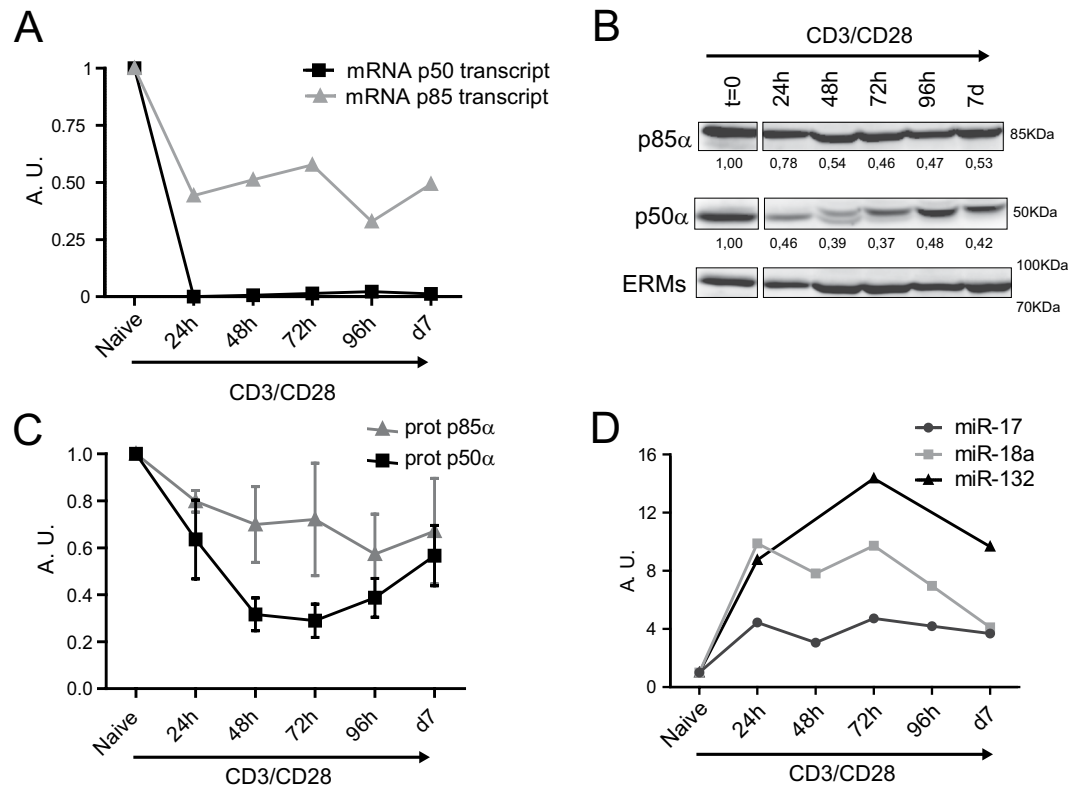 A
mRNA p50 transcript
mRNA p85 transcript
1
0.75
0.50
0.25
0
A. U.
Naive 24h 48h 72h 96h d7
CD3/CD28
B
CD3/CD28
t=0 24h 48h 72h 96h 7d
p85α 85KDa
1,00 0,78 0,54 0,46 0,47 0,53
p50α 50KDa
1,00 0,46 0,39 0,37 0,48 0,42
100KDa
ERMs
70KDa
C
prot p85α
prot p50α
1.0
0.8
0.6
0.4
0.2
0.0
A. U.
Naive 24h 48h 72h 96h d7
CD3/CD28
D
miR-17
miR-18a
miR-132
16
12
8
4
0
A. U.
Naive 24h 48h 72h 96h d7
CD3/CD28